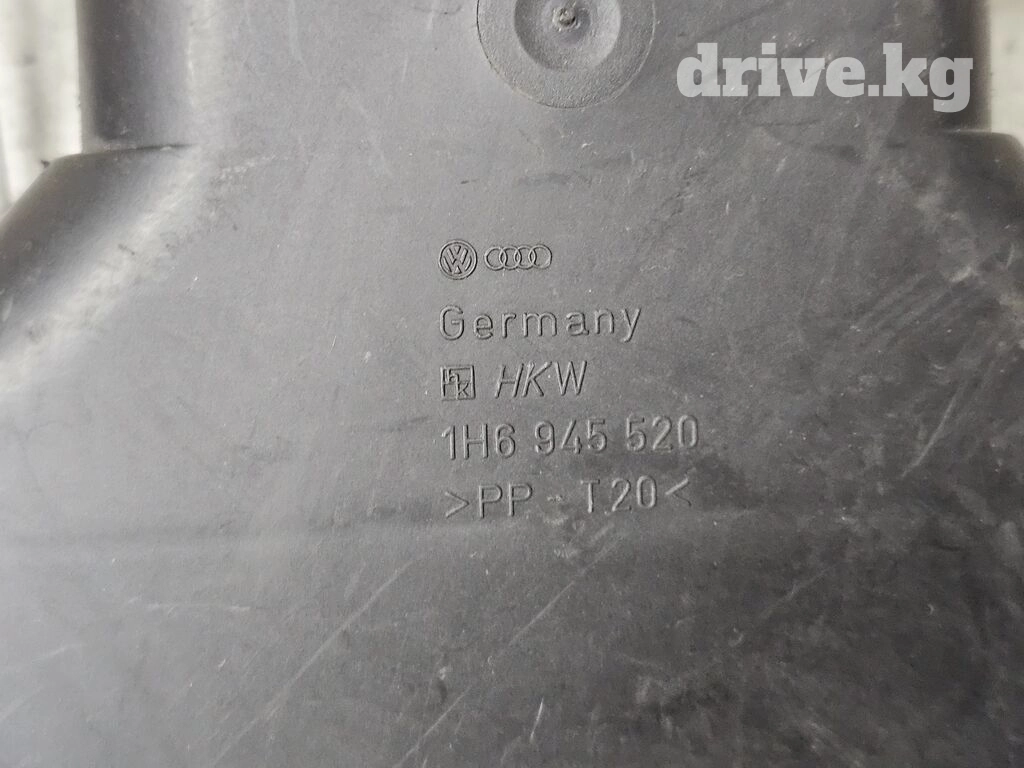 drive.kg
Germany
HKW
1H6 945 520
>PP-T20<